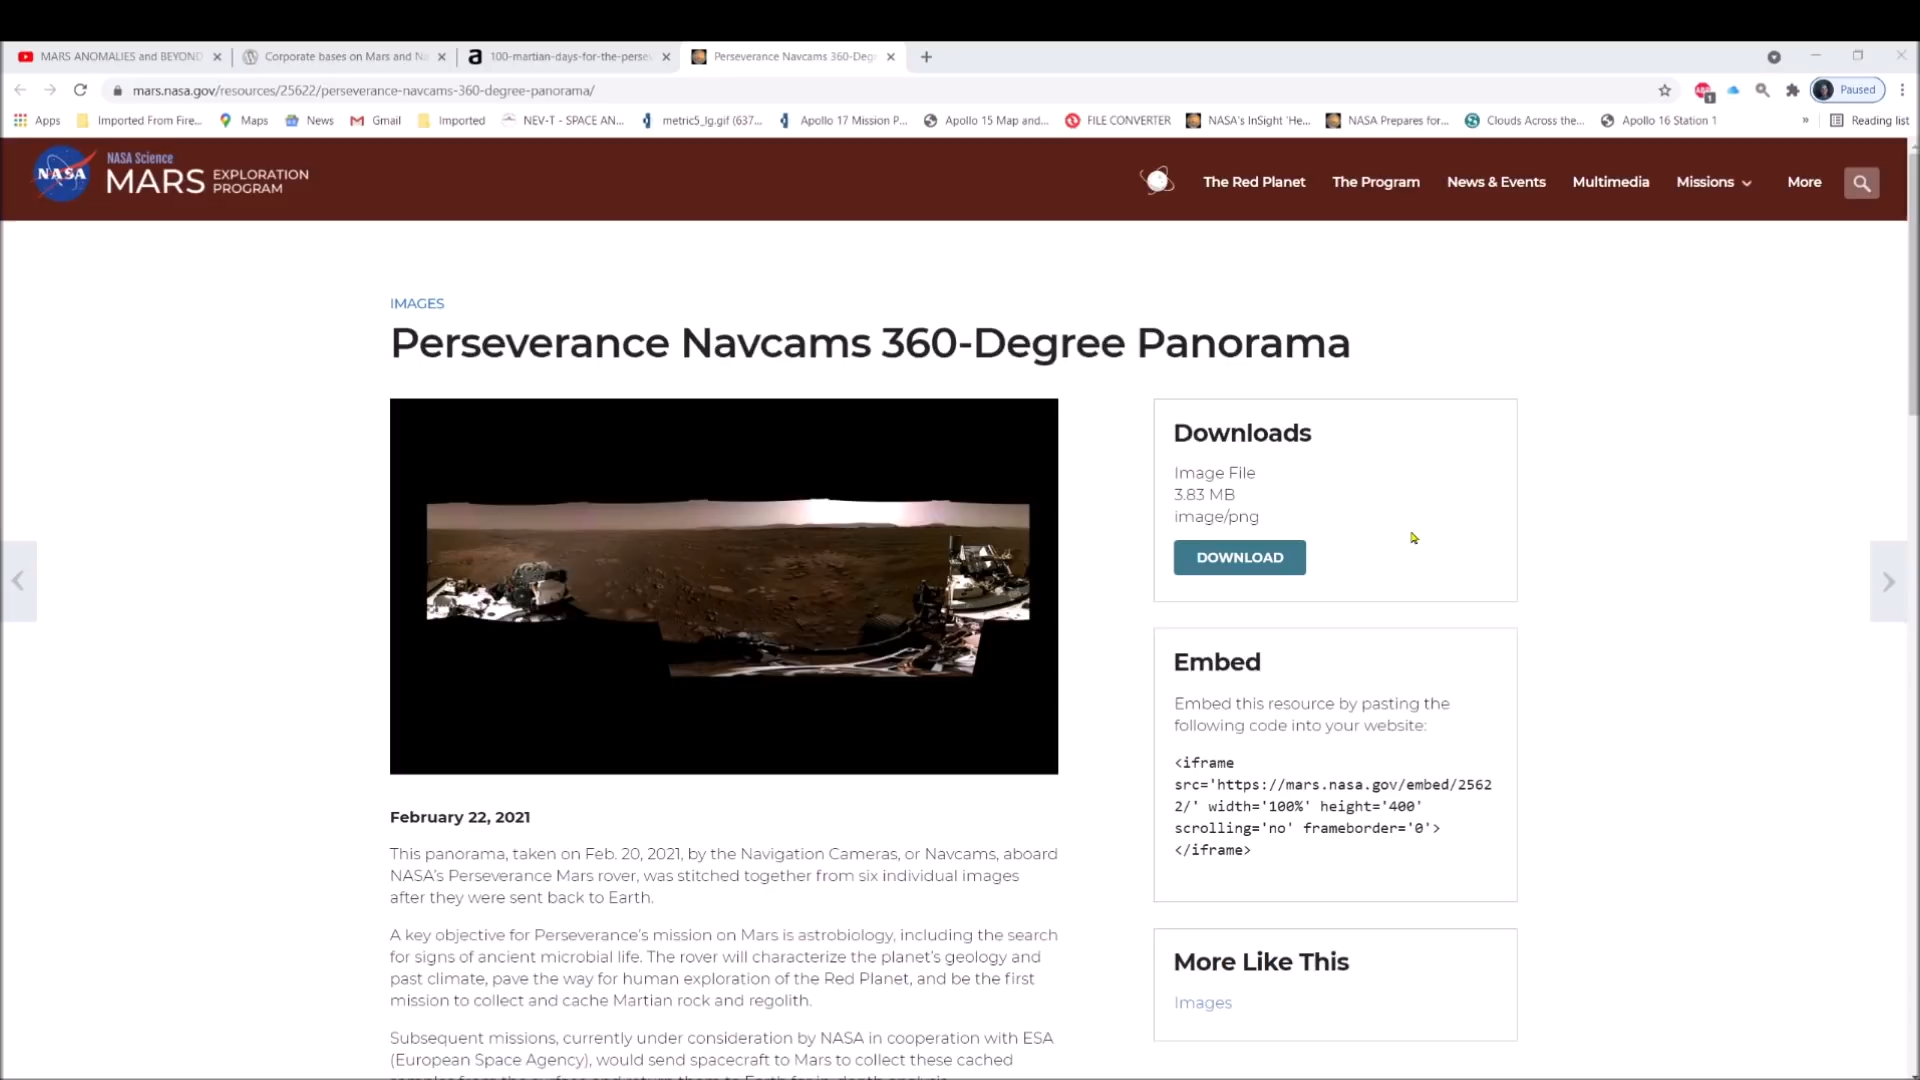 MARS ANOMALIES and BEYOND
Corporate bases on Mars and Na
100-martian-days-for-the-persev
Perseverance Navcams 360-Degr
mars.nasa.gov/resources/25622/perseverance-navcams-360-degree-panorama/
Paused
Apps
Imported From Fire...
Maps
News
Gmail
Imported
NEV-T - SPACE AN...
metric5_lg.gif (637...
Apollo 17 Mission P...
Apollo 15 Map and...
FILE CONVERTER
NASA's InSight 'He...
NASA Prepares for...
Clouds Across the...
Apollo 16 Station 1
»
Reading list
NASA
NASA Science
MARS EXPLORATION PROGRAM
The Red Planet
The Program
News & Events
Multimedia
Missions
More
IMAGES
Perseverance Navcams 360-Degree Panorama
Downloads
Image File
3.83 MB
image/png
DOWNLOAD
Embed
Embed this resource by pasting the
following code into your website:
<iframe
src='https://mars.nasa.gov/embed/2562
2/' width='100%' height='400'
scrolling='no' frameborder='0'>
</iframe>
More Like This
Images
February 22, 2021
This panorama, taken on Feb. 20, 2021, by the Navigation Cameras, or Navcams, aboard
NASA's Perseverance Mars rover, was stitched together from six individual images
after they were sent back to Earth.
A key objective for Perseverance's mission on Mars is astrobiology, including the search
for signs of ancient microbial life. The rover will characterize the planet's geology and
past climate, pave the way for human exploration of the Red Planet, and be the first
mission to collect and cache Martian rock and regolith.
Subsequent missions, currently under consideration by NASA in cooperation with ESA
(European Space Agency), would send spacecraft to Mars to collect these cached